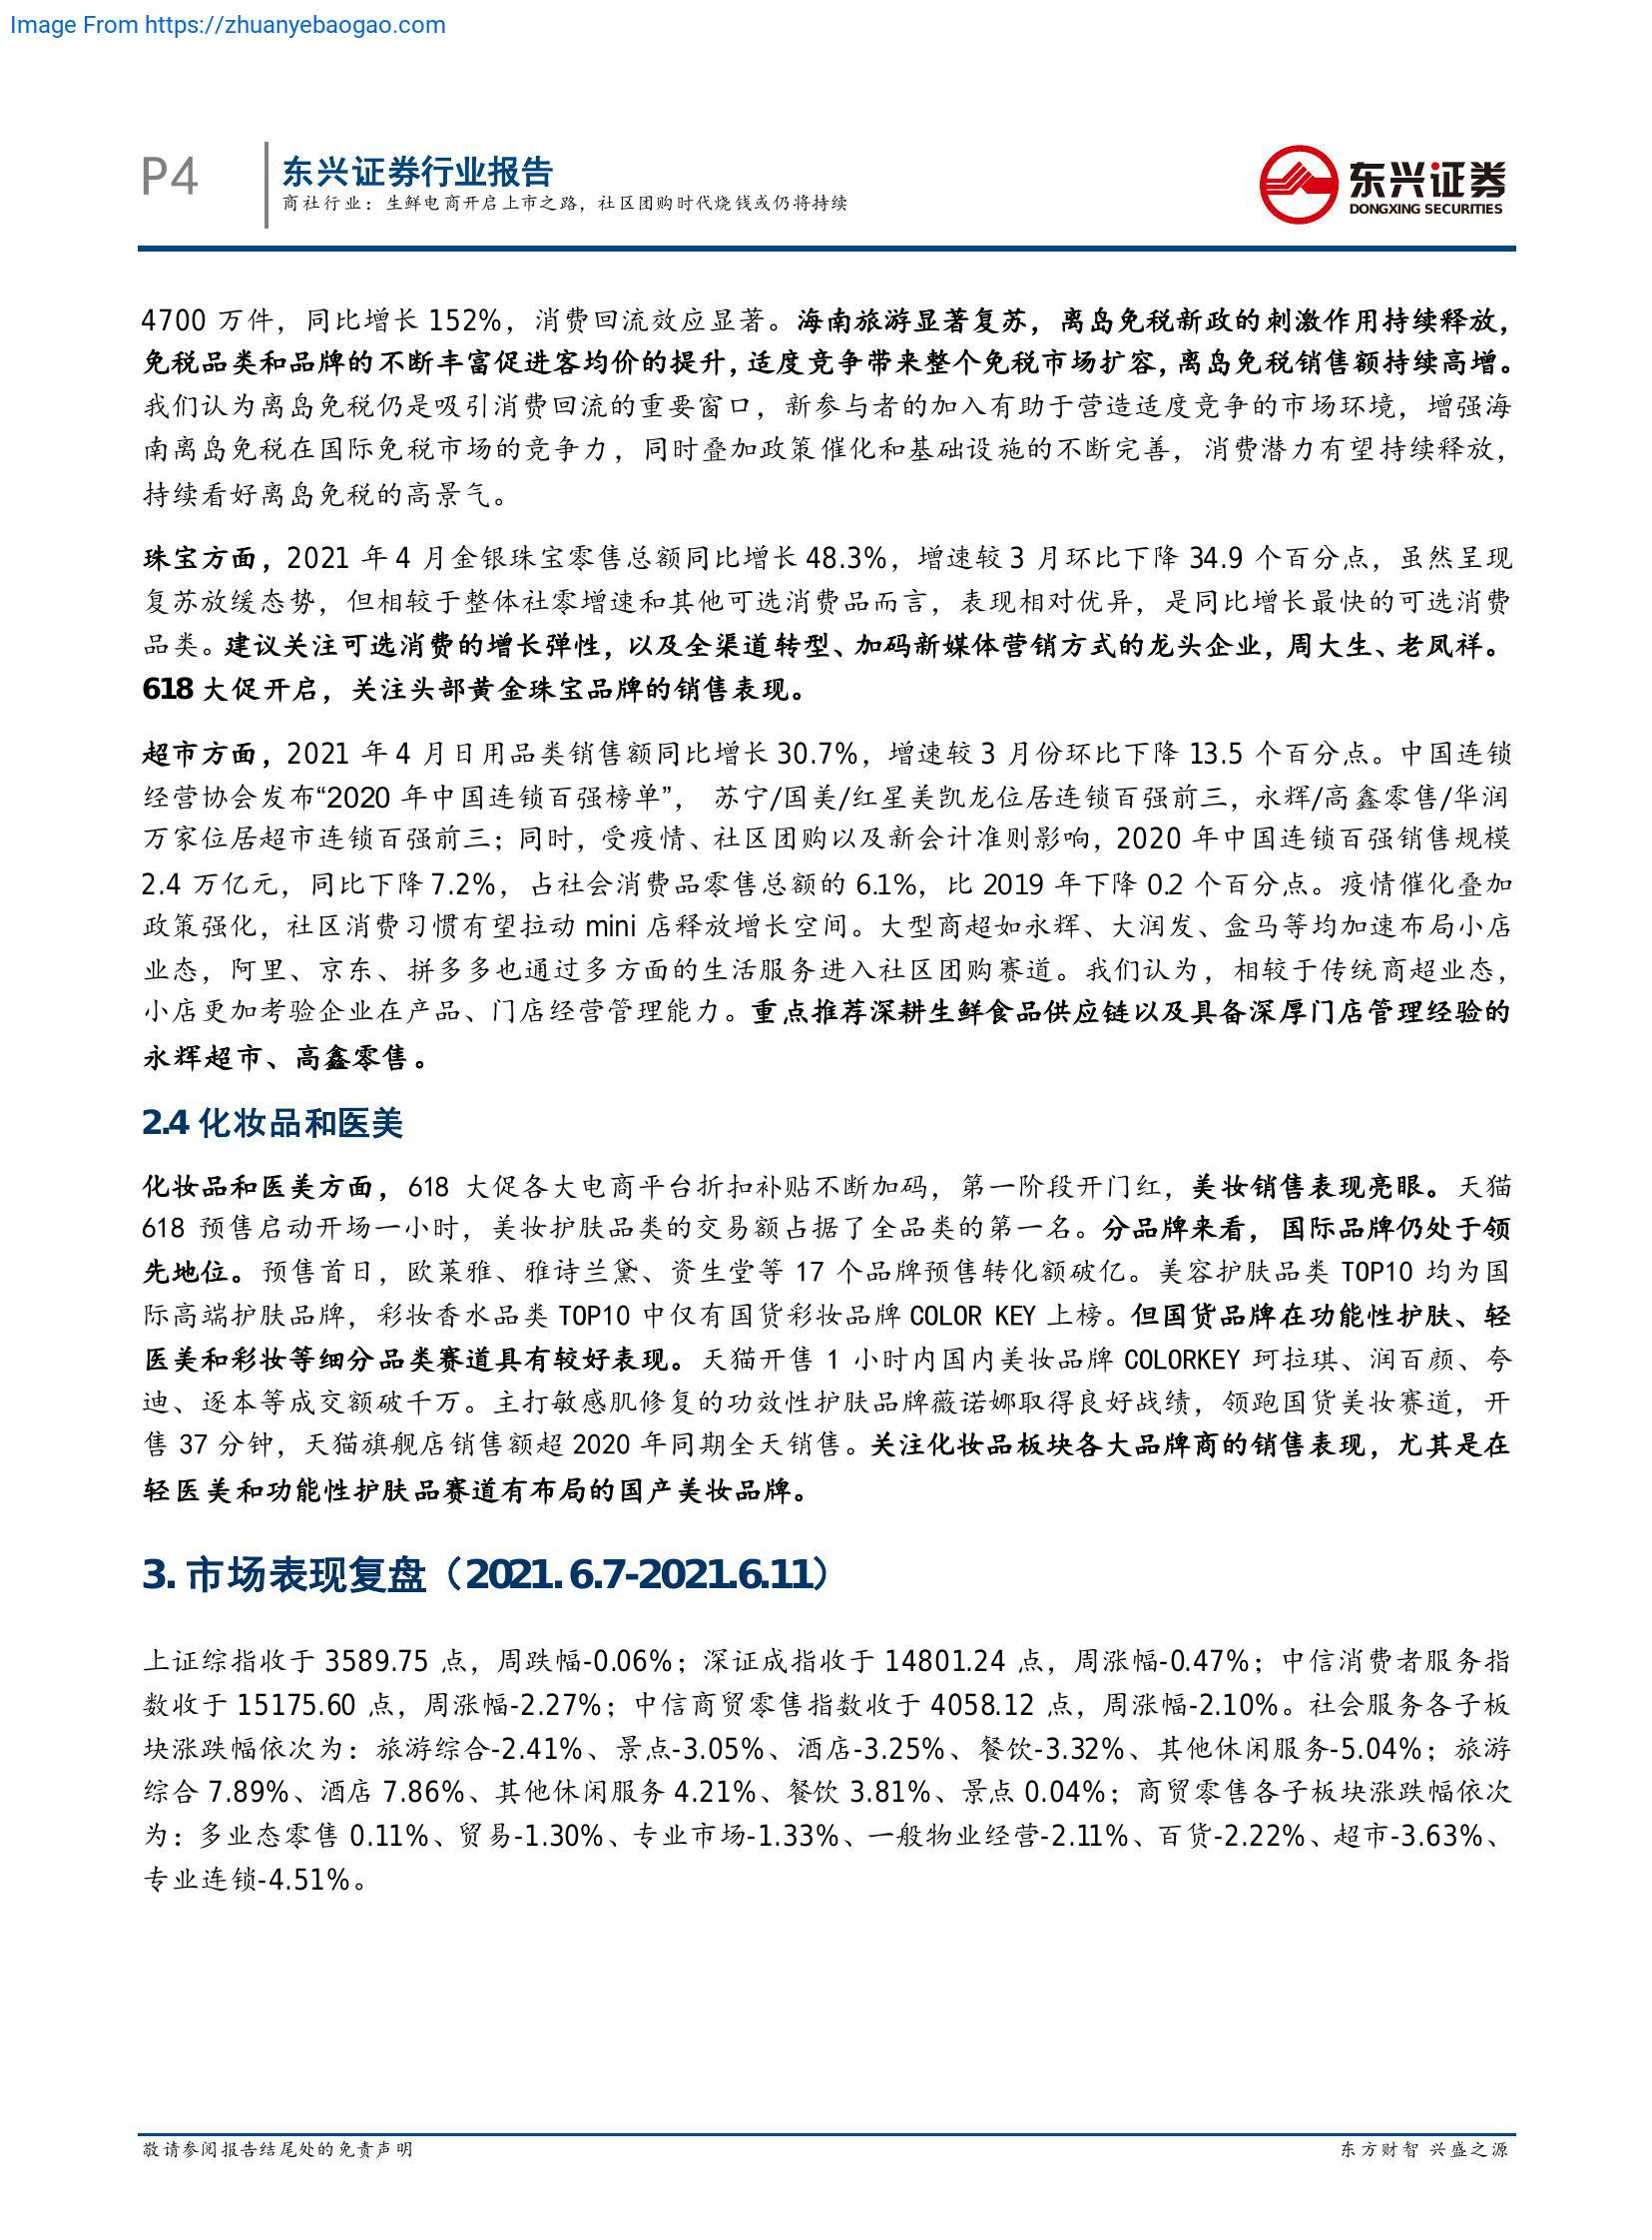 Image From https://zhuanyebaogao.com
P4
东兴证券行业报告
商社行业：生鲜电商开启上市之路，社区团购时代烧钱或仍将持续
东兴证券
DONGXING SECURITIES
4700 万件，同比增长 152%，消费回流效应显著。海南旅游显著复苏，离岛免税新政的刺激作用持续释放，
免税品类和品牌的不断丰富促进客均价的提升，适度竞争带来整个免税市场扩容，离岛免税销售额持续高增。
我们认为离岛免税仍是吸引消费回流的重要窗口，新参与者的加入有助于营造适度竞争的市场环境，增强海
南离岛免税在国际免税市场的竞争力，同时叠加政策催化和基础设施的不断完善，消费潜力有望持续释放，
持续看好离岛免税的高景气。
珠宝方面，2021 年 4 月金银珠宝零售总额同比增长 48.3%，增速较 3 月环比下降 34.9 个百分点，虽然呈现
复苏放缓态势，但相较于整体社零增速和其他可选消费品而言，表现相对优异，是同比增长最快的可选消费
品类。建议关注可选消费的增长弹性，以及全渠道转型、加码新媒体营销方式的龙头企业，周大生、老凤祥。
618 大促开启，关注头部黄金珠宝品牌的销售表现。
超市方面，2021 年 4 月日用品类销售额同比增长 30.7%，增速较 3 月份环比下降 13.5 个百分点。中国连锁
经营协会发布“2020 年中国连锁百强榜单”， 苏宁/国美/红星美凯龙位居连锁百强前三，永辉/高鑫零售/华润
万家位居超市连锁百强前三；同时，受疫情、社区团购以及新会计准则影响，2020 年中国连锁百强销售规模
2.4 万亿元，同比下降 7.2%，占社会消费品零售总额的 6.1%，比 2019 年下降 0.2 个百分点。疫情催化叠加
政策强化，社区消费习惯有望拉动 mini 店释放增长空间。大型商超如永辉、大润发、盒马等均加速布局小店
业态，阿里、京东、拼多多也通过多方面的生活服务进入社区团购赛道。我们认为，相较于传统商超业态，
小店更加考验企业在产品、门店经营管理能力。重点推荐深耕生鲜食品供应链以及具备深厚门店管理经验的
永辉超市、高鑫零售。
2.4 化妆品和医美
化妆品和医美方面，618 大促各大电商平台折扣补贴不断加码，第一阶段开门红，美妆销售表现亮眼。天猫
618 预售启动开场一小时，美妆护肤品类的交易额占据了全品类的第一名。分品牌来看，国际品牌仍处于领
先地位。预售首日，欧莱雅、雅诗兰黛、资生堂等 17 个品牌预售转化额破亿。美容护肤品类 TOP10 均为国
际高端护肤品牌，彩妆香水品类 TOP10 中仅有国货彩妆品牌 COLOR KEY 上榜。但国货品牌在功能性护肤、轻
医美和彩妆等细分品类赛道具有较好表现。天猫开售 1 小时内国内美妆品牌 COLORKEY 珂拉琪、润百颜、夸
迪、逐本等成交额破千万。主打敏感肌修复的功效性护肤品牌薇诺娜取得良好战绩，领跑国货美妆赛道，开
售 37 分钟，天猫旗舰店销售额超 2020 年同期全天销售。关注化妆品板块各大品牌商的销售表现，尤其是在
轻医美和功能性护肤品赛道有布局的国产美妆品牌。
3. 市场表现复盘（2021. 6.7-2021.6.11）
上证综指收于 3589.75 点，周跌幅-0.06%；深证成指收于 14801.24 点，周涨幅-0.47%；中信消费者服务指
数收于 15175.60 点，周涨幅-2.27%；中信商贸零售指数收于 4058.12 点，周涨幅-2.10%。社会服务各子板
块涨跌幅依次为：旅游综合-2.41%、景点-3.05%、酒店-3.25%、餐饮-3.32%、其他休闲服务-5.04%；旅游
综合 7.89%、酒店 7.86%、其他休闲服务 4.21%、餐饮 3.81%、景点 0.04%；商贸零售各子板块涨跌幅依次
为：多业态零售 0.11%、贸易-1.30%、专业市场-1.33%、一般物业经营-2.11%、百货-2.22%、超市-3.63%、
专业连锁-4.51%。
敬请参阅报告结尾处的免责声明
东方财智 兴盛之源